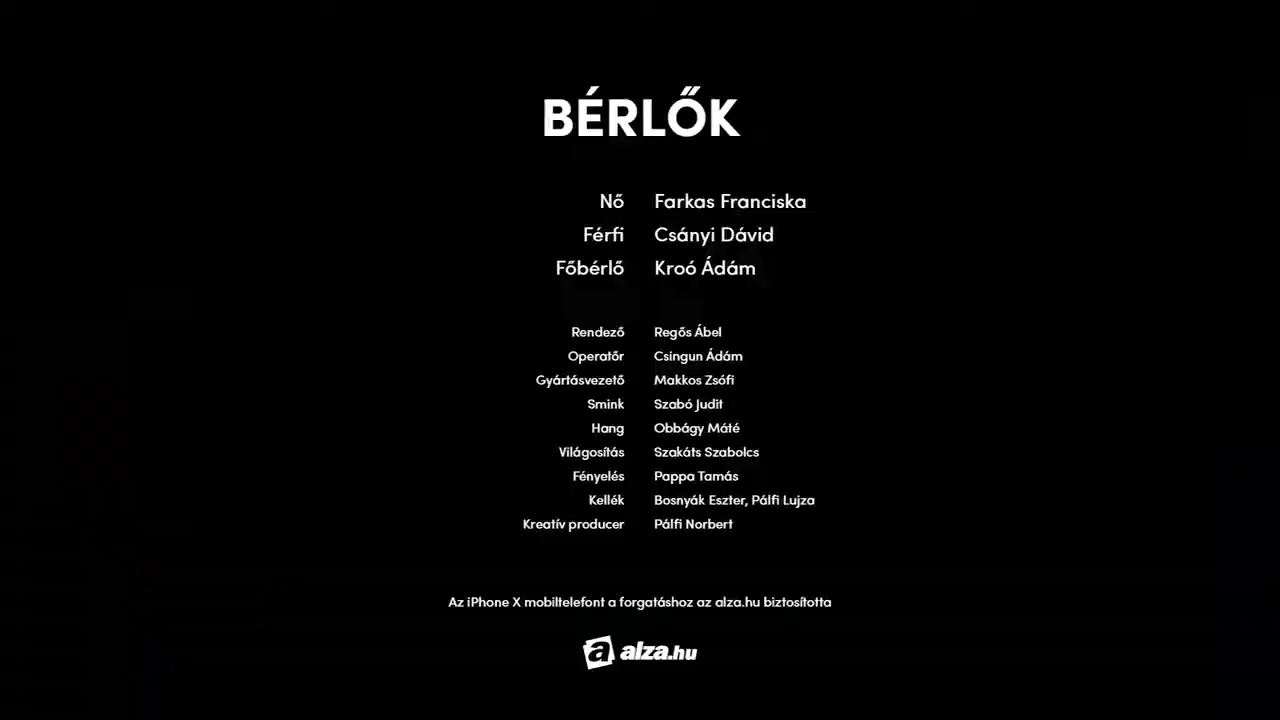 BÉRLŐK
Nő Farkas Franciska
Férfi Csányi Dávid
Főbérlő Kroó Ádám
Rendező Regős Ábel
Operatőr Csingun Ádám
Gyártásvezető Makkos Zsófi
Smink Szabó Judit
Hang Obbágy Máté
Világosítás Szakáts Szabolcs
Fényelés Pappa Tamás
Kellék Bosnyák Eszter, Pálfi Lujza
Kreatív producer Pálfi Norbert
Az iPhone X mobiltelefont a forgatáshoz az alza.hu biztosította
a alza.hu